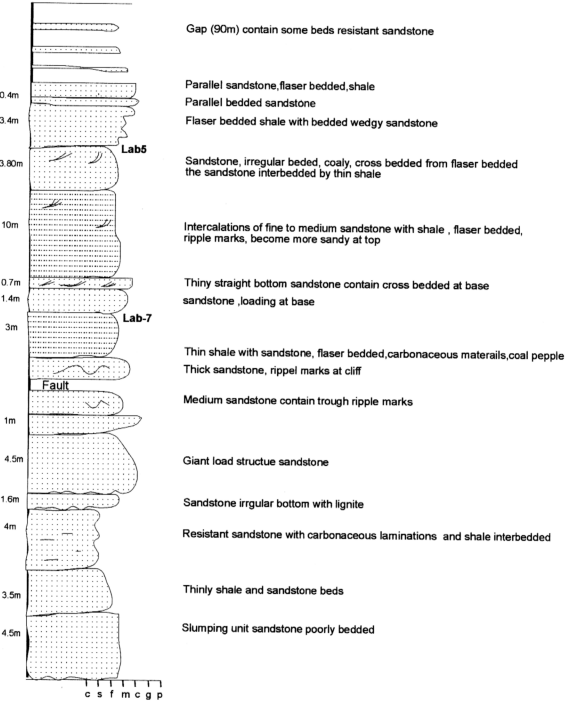 Gap (90m) contain some beds resistant sandstone
Parallel sandstone,flaser bedded,shale
0.4m
Parallel bedded sandstone
3.4m
Flaser bedded shale with bedded wedgy sandstone
Lab5
3.80m
Sandstone, irregular beded, coaly, cross bedded from flaser bedded
the sandstone interbedded by thin shale
10m
Intercalations of fine to medium sandstone with shale , flaser bedded,
ripple marks, become more sandy at top
0.7m
Thiny straight bottom sandstone contain cross bedded at base
1.4m
sandstone ,loading at base
Lab-7
3m
Thin shale with sandstone, flaser bedded,carbonaceous materails,coal pepple
Thick sandstone, rippel marks at cliff
Fault
Medium sandstone contain trough ripple marks
1m
4.5m
Giant load structue sandstone
1.6m
Sandstone irrgular bottom with lignite
4m
Resistant sandstone with carbonaceous laminations and shale interbedded
3.5m
Thinly shale and sandstone beds
4.5m
Slumping unit sandstone poorly bedded
c s f m c g p